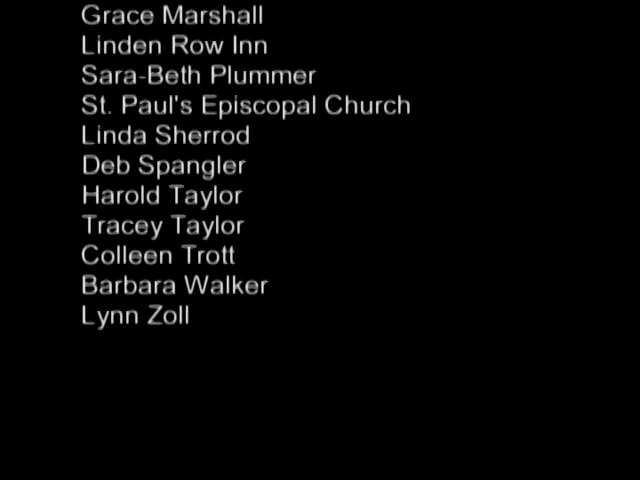 Grace Marshall
Linden Row Inn
Sara-Beth Plummer
St. Paul's Episcopal Church
Linda Sherrod
Deb Spangler
Harold Taylor
Tracey Taylor
Colleen Trott
Barbara Walker
Lynn Zoll